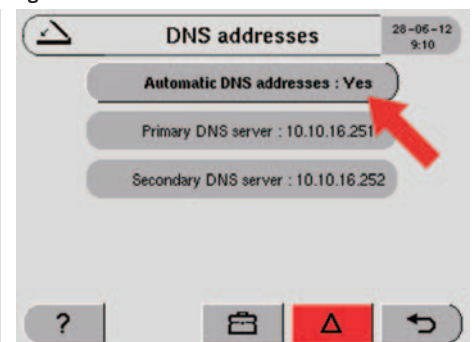 DNS addresses
28-06-12
9:10
Automatic DNS addresses : Yes
Primary DNS server : 10.10.16.251
Secondary DNS server : 10.10.16.252
?